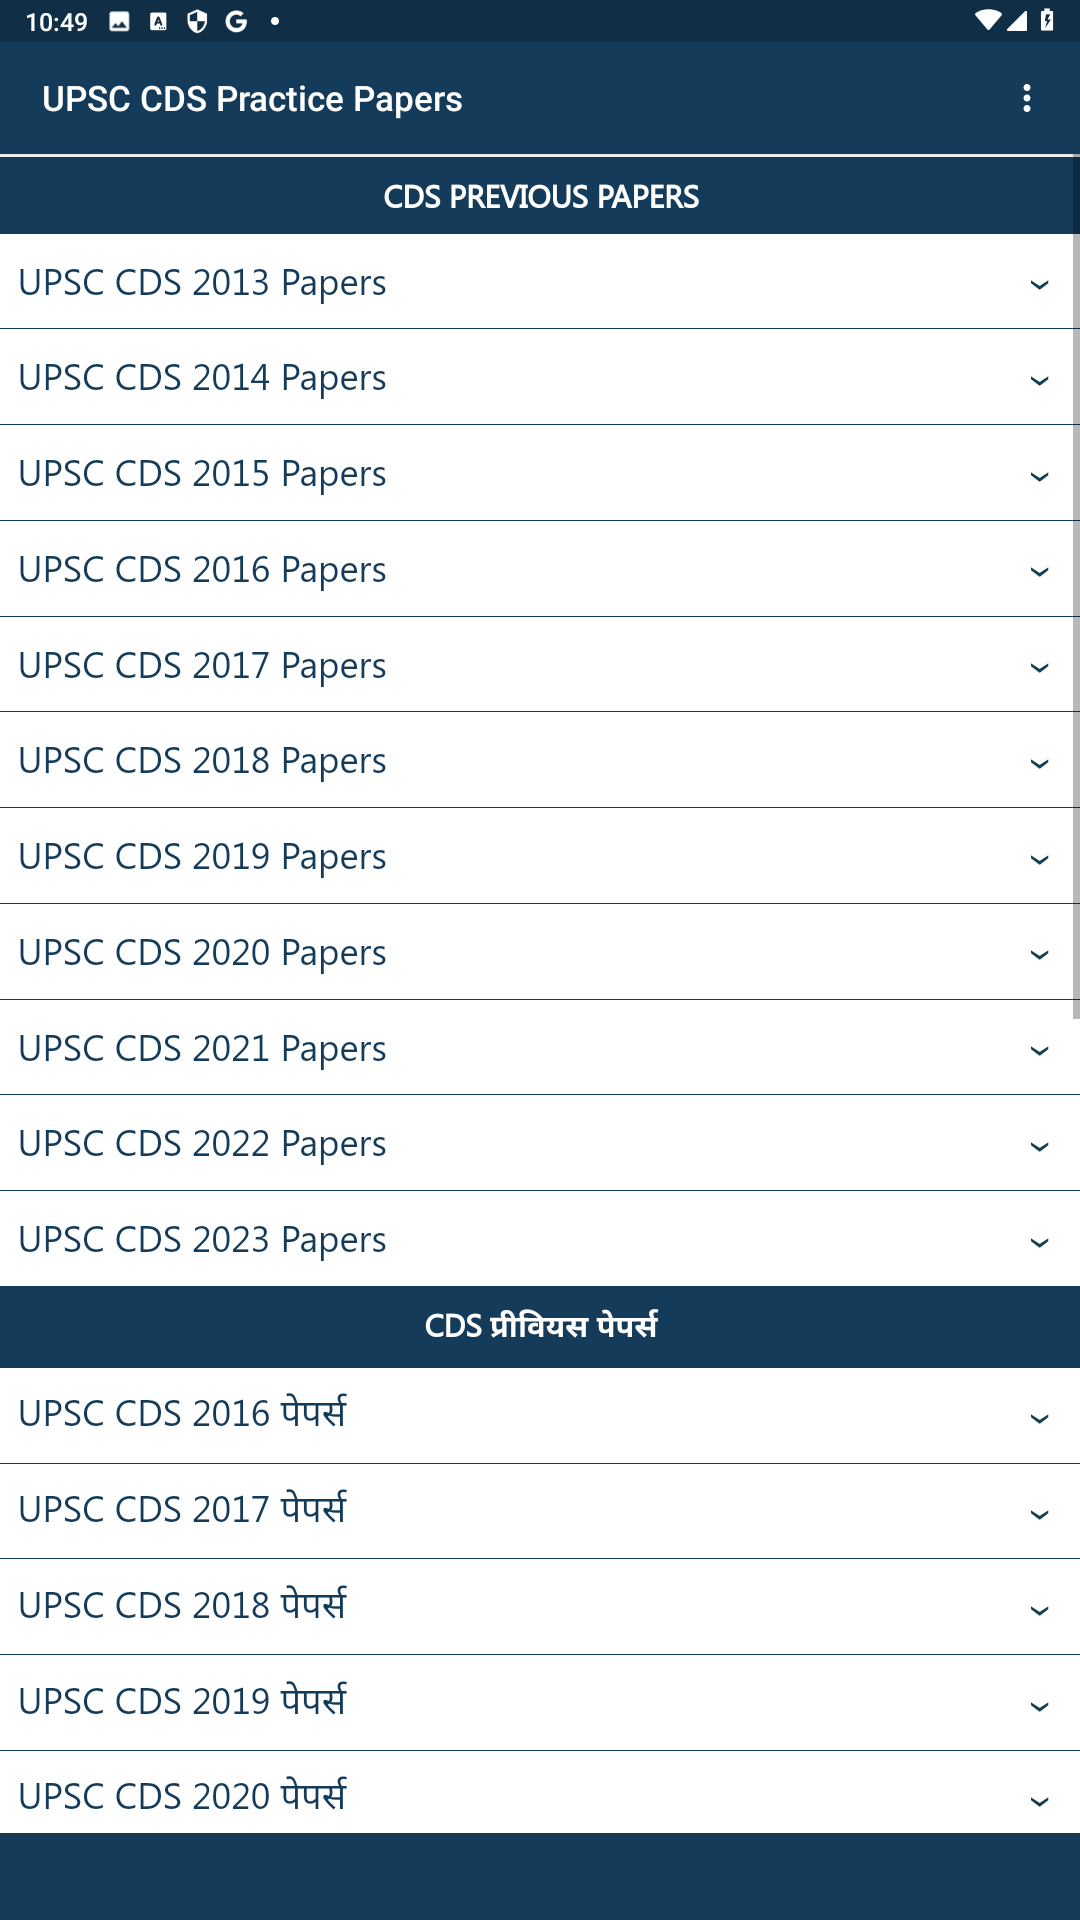 10:49
UPSC CDS Practice Papers
CDS PREVIOUS PAPERS
UPSC CDS 2013 Papers
UPSC CDS 2014 Papers
UPSC CDS 2015 Papers
UPSC CDS 2016 Papers
UPSC CDS 2017 Papers
UPSC CDS 2018 Papers
UPSC CDS 2019 Papers
UPSC CDS 2020 Papers
UPSC CDS 2021 Papers
UPSC CDS 2022 Papers
UPSC CDS 2023 Papers
CDS प्रीवियस पेपर्स
UPSC CDS 2016 पेपर्स
UPSC CDS 2017 पेपर्स
UPSC CDS 2018 पेपर्स
UPSC CDS 2019 पेपर्स
UPSC CDS 2020 पेपर्स